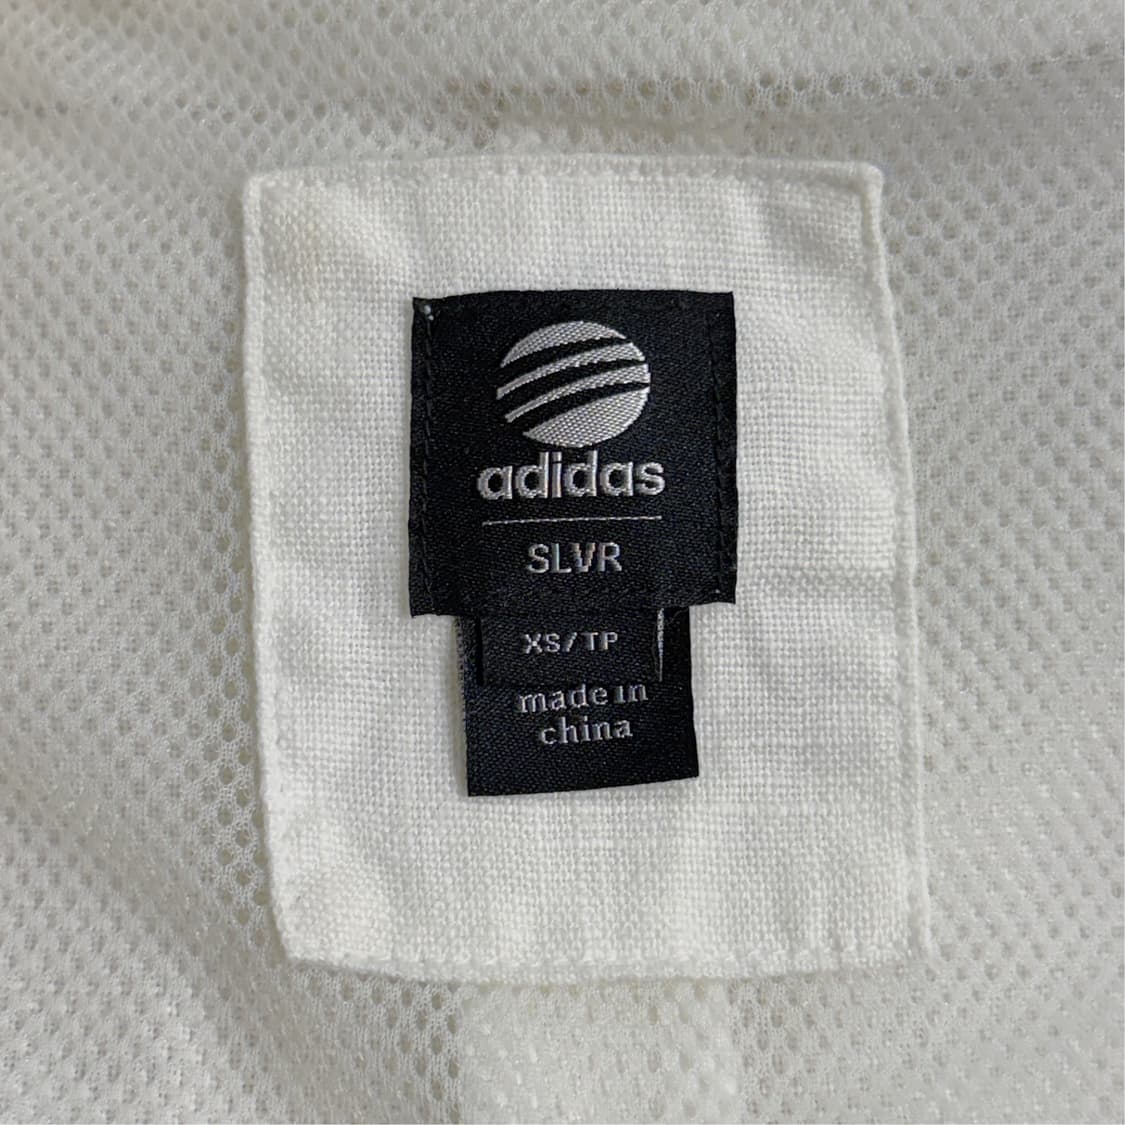 adidas
SLVR
XS/TP
made in
china